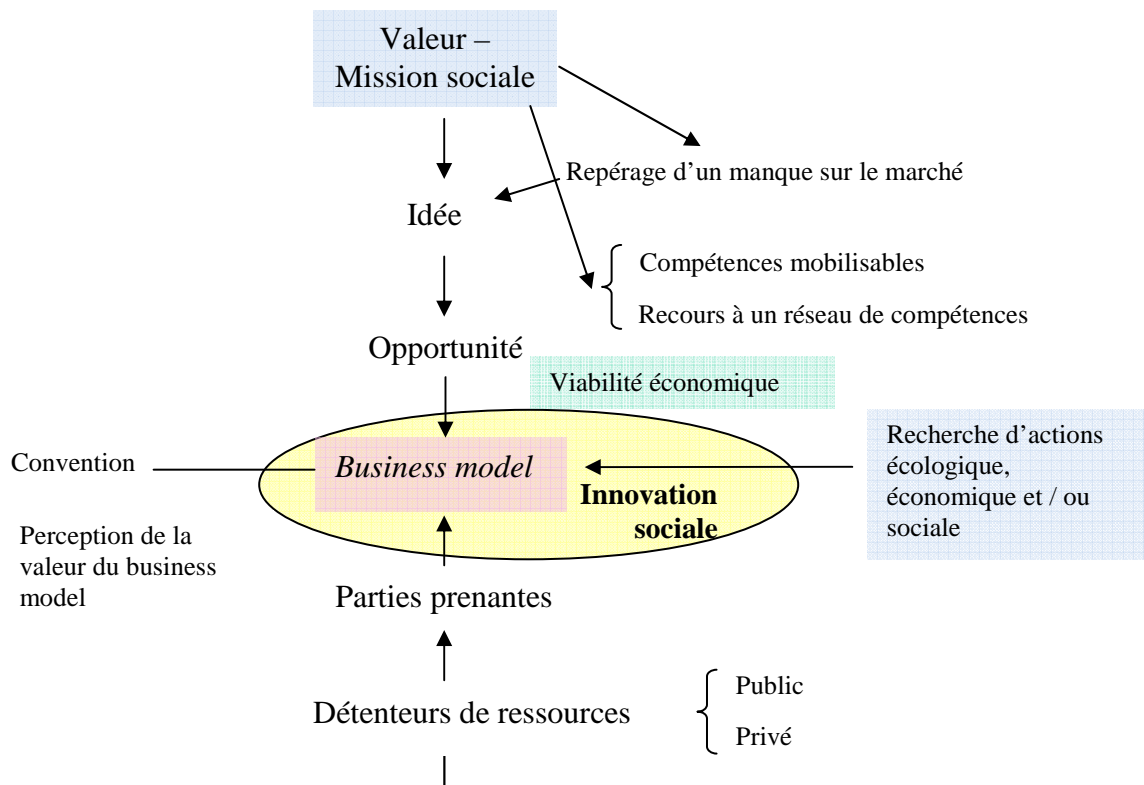 Valeur –
Mission sociale
Repérage d’un manque sur le marché
Idée
Compétences mobilisables
Recours à un réseau de compétences
Opportunité
Viabilité économique
Convention
Business model
Innovation
sociale
Recherche d’actions
écologique,
économique et / ou
sociale
Perception de la
valeur du business
model
Parties prenantes
Détenteurs de ressources
Public
Privé